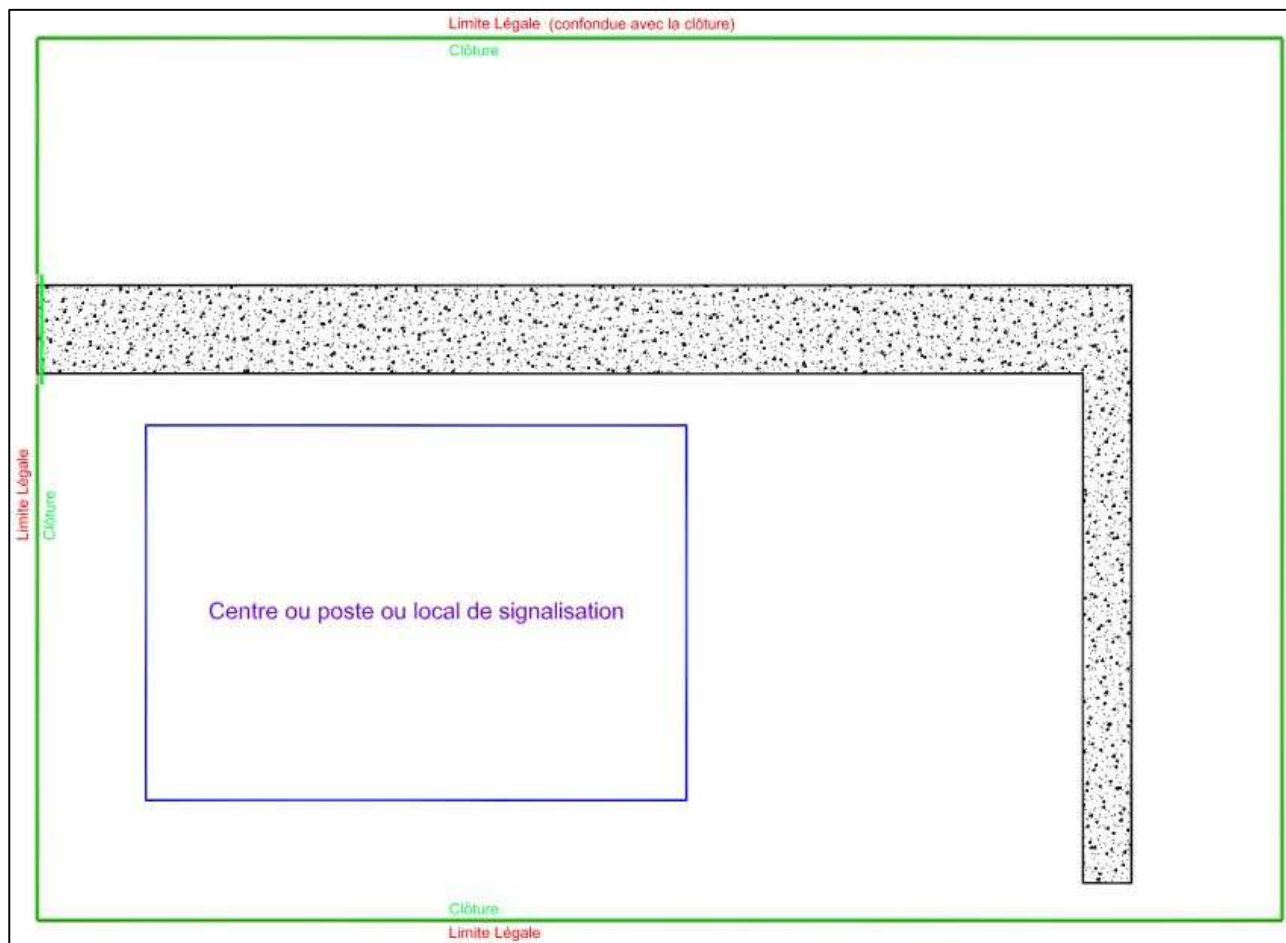 Limite Légale (confondue avec la clôture)
Clôture
Limite Légale
Clôture
Centre ou poste ou local de signalisation
Clôture
Limite Légale